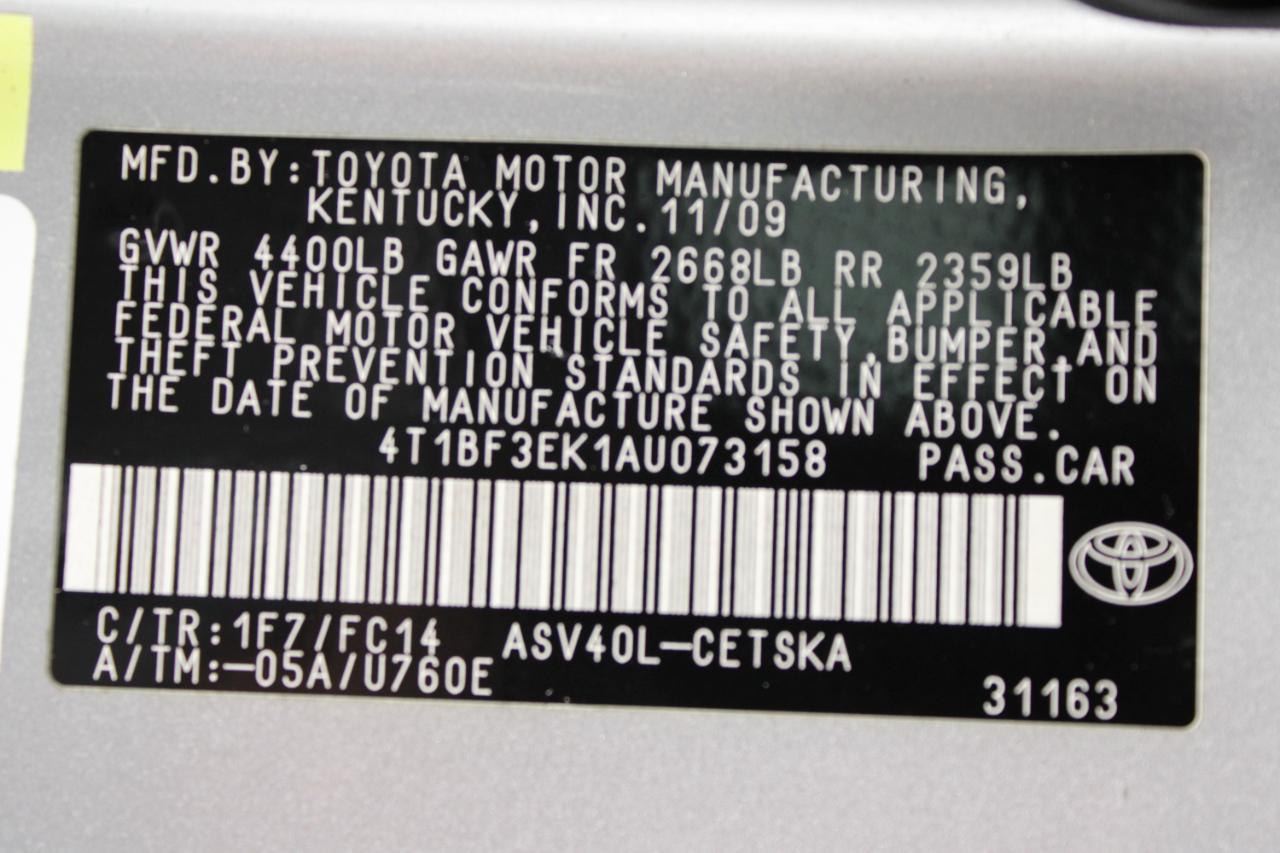 MFD.BY:TOYOTA MOTOR MANUFACTURING,
KENTUCKY,INC.11/09
GVWR 4400LB GAWR FR 2668LB RR 2359LB
THIS VEHICLE CONFORMS TO ALL APPLICABLE
FEDERAL MOTOR VEHICLE SAFETY,BUMPER,AND
THEFT PREVENTION STANDARDS IN EFFECT ON
THE DATE OF MANUFACTURE SHOWN ABOVE.
4T1BF3EK1AU073158 PASS.CAR
C/TR:1F7/FC14 ASV40L-CETSKA
A/TM:-05A/U760E
31163